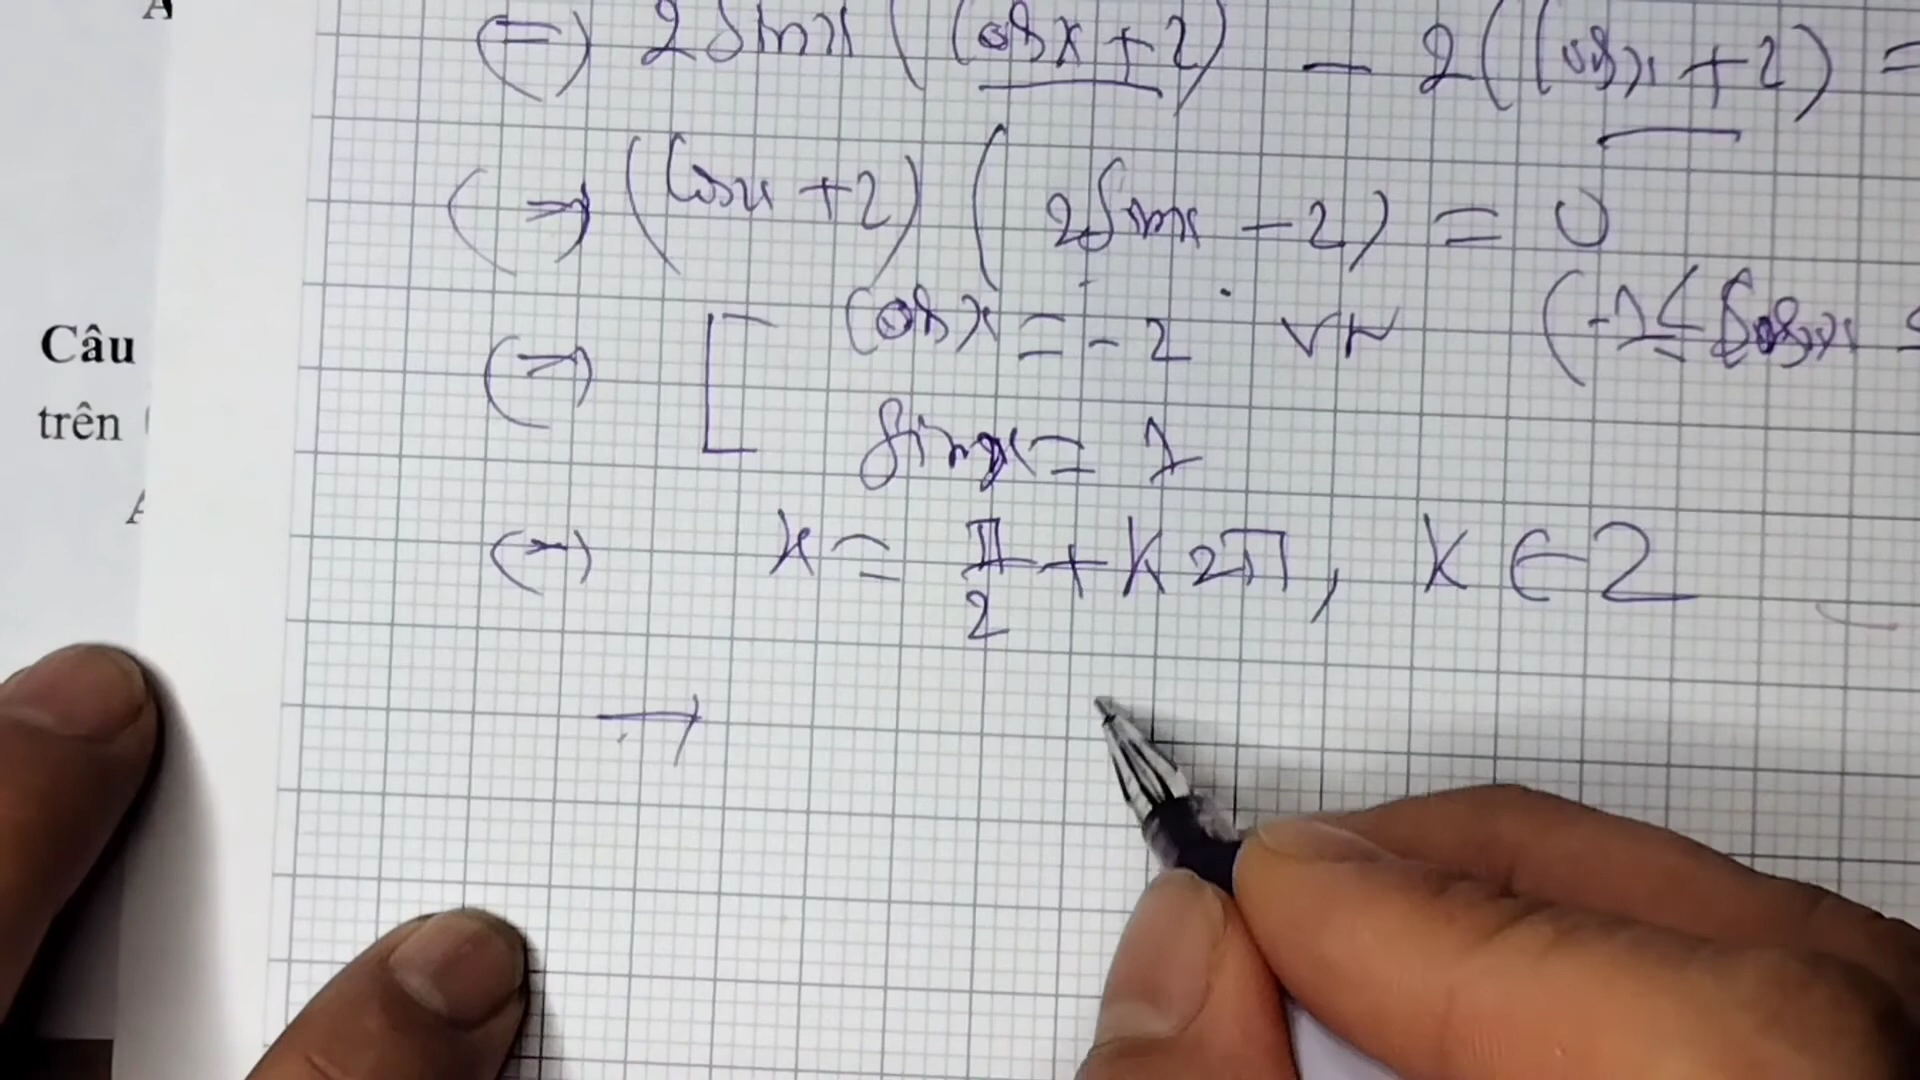 (=) 2sinx (cosx+2) - 2(cosx+2) =
(=) (cosx+2) (2sinx-2) = 0
(=) [ cosx = -2 vn (-1≤cosx≤
sinx = 1
(=) x = π/2 + k2π, k ∈ Z
→
Câu
trên
A